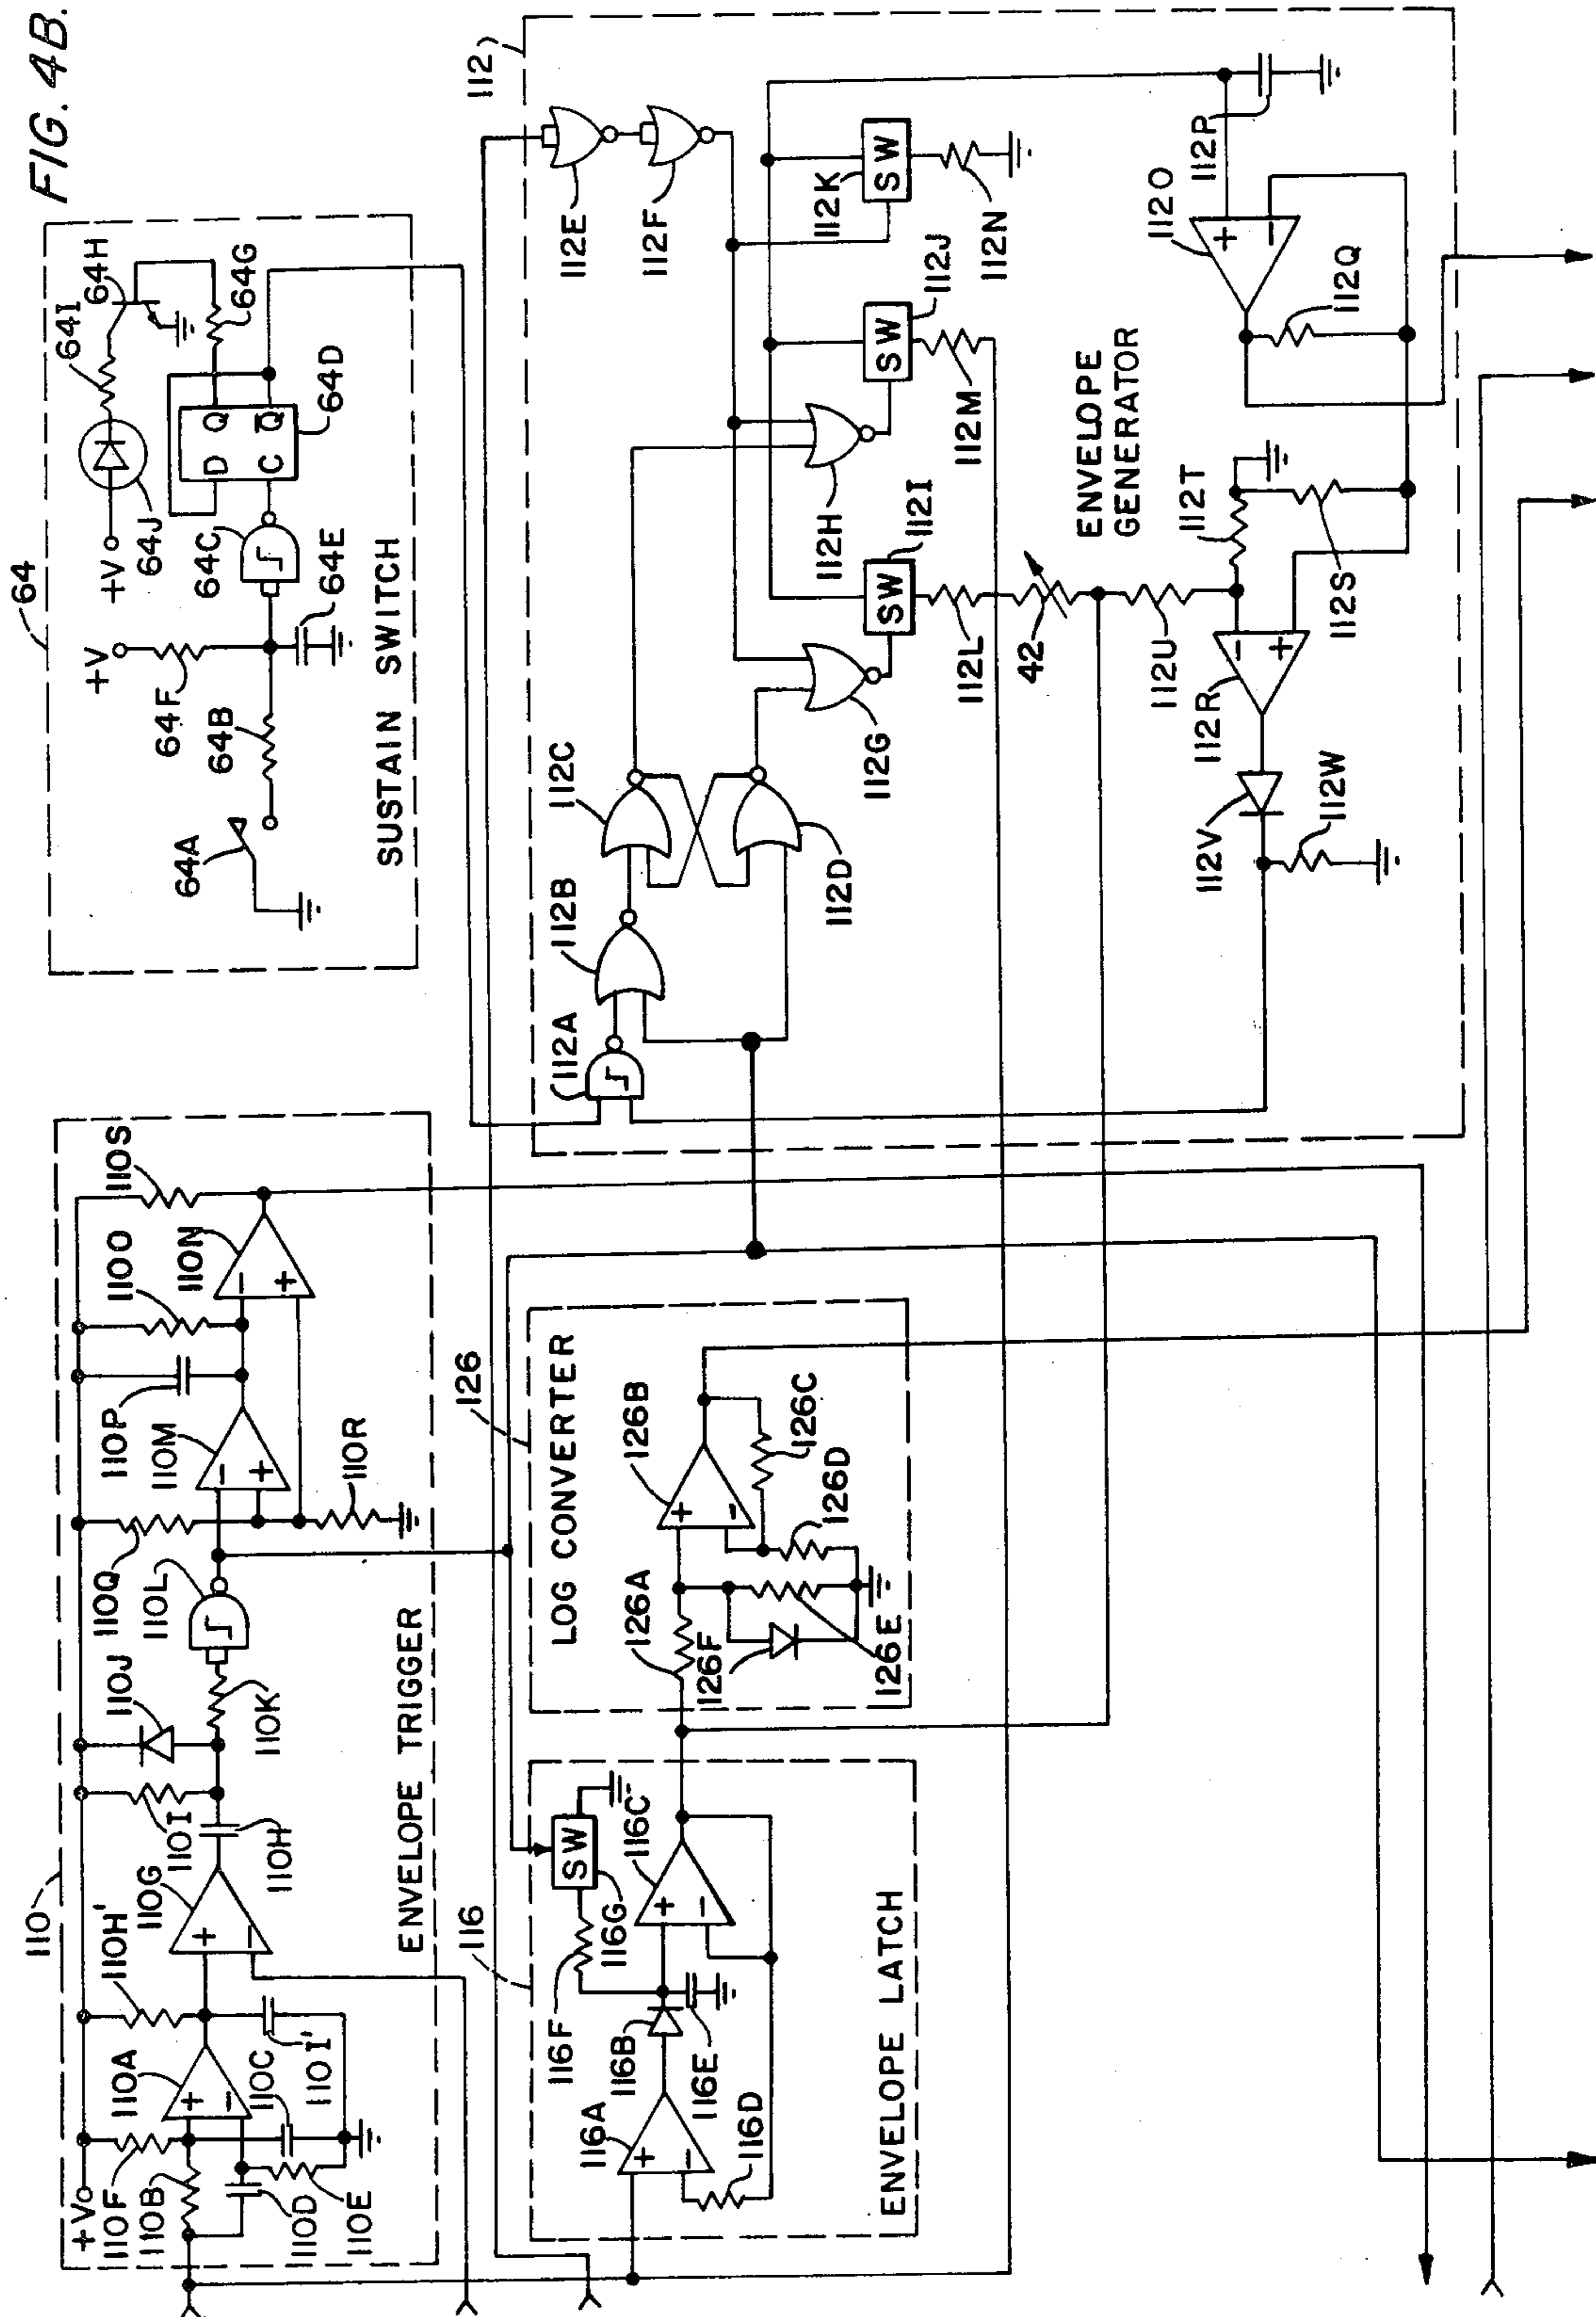 FIG. 4B.
64
+V
64F
64B
64A
64C
64E
+V
64J
64I
64H
64G
64D
D
Q
C
Q̅
SUSTAIN SWITCH
110
+V
110F
110B
110D
110E
110A
+
−
110C
110I'
110H'
110G
+
−
110H
110I
110J
110K
110L
110Q
110R
110M
−
+
110P
110O
110N
−
+
110S
ENVELOPE TRIGGER
116
116A
+
−
116D
116B
116E
116F
116G
SW
116C
+
−
ENVELOPE LATCH
126
LOG CONVERTER
126A
126F
126E
126B
+
−
126C
126D
112
112A
112B
112C
112D
112E
112F
112G
112H
112I
SW
112J
SW
112K
SW
112L
112M
112N
42
112U
ENVELOPE
GENERATOR
112O
+
−
112P
112Q
112T
112S
112R
−
+
112V
112W